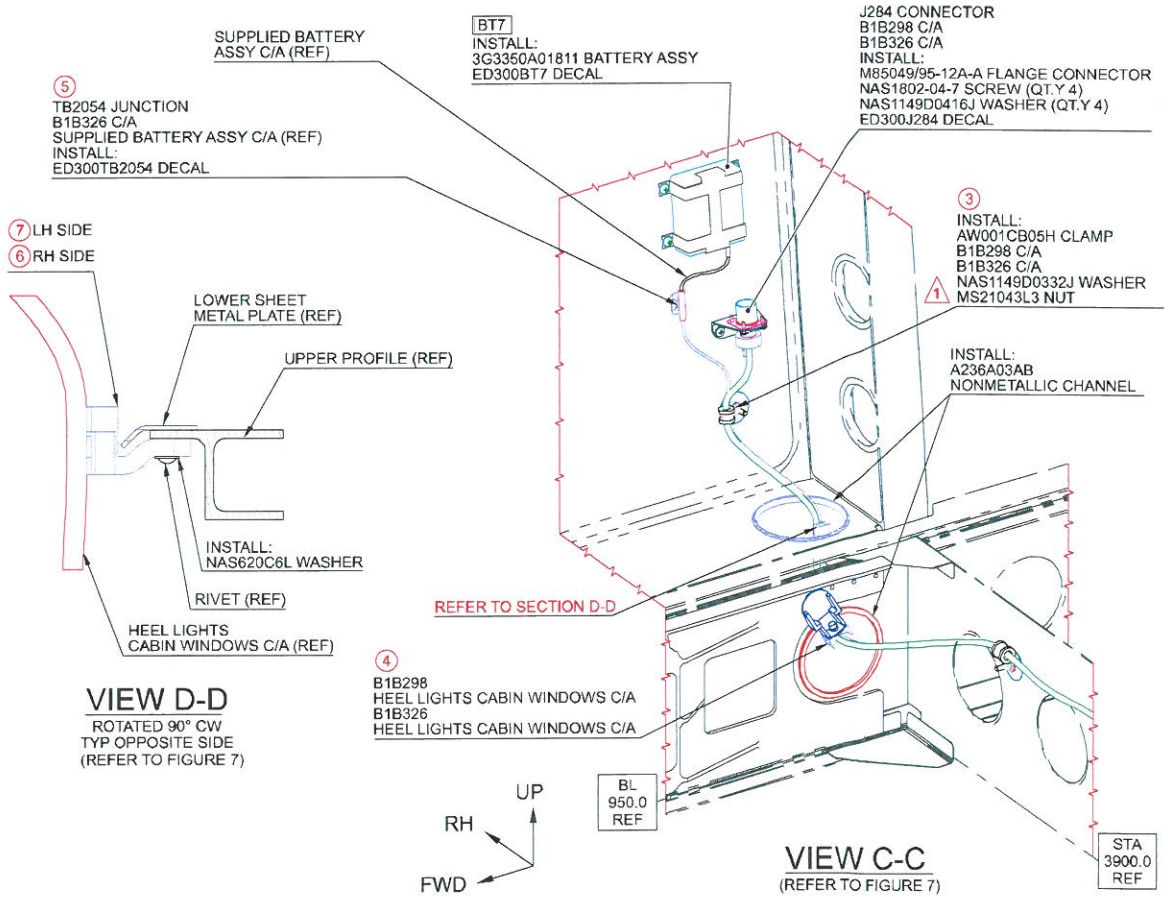 SUPPLIED BATTERY
ASSY C/A (REF)
BT7
INSTALL:
3G3350A01811 BATTERY ASSY
ED300BT7 DECAL
J284 CONNECTOR
B1B298 C/A
B1B326 C/A
INSTALL:
M85049/95-12A-A FLANGE CONNECTOR
NAS1802-04-7 SCREW (QT.Y 4)
NAS1149D0416J WASHER (QT.Y 4)
ED300J284 DECAL
5
TB2054 JUNCTION
B1B326 C/A
SUPPLIED BATTERY ASSY C/A (REF)
INSTALL:
ED300TB2054 DECAL
3
INSTALL:
AW001CB05H CLAMP
B1B298 C/A
B1B326 C/A
NAS1149D0332J WASHER
1 MS21043L3 NUT
7 LH SIDE
6 RH SIDE
LOWER SHEET
METAL PLATE (REF)
UPPER PROFILE (REF)
INSTALL:
A236A03AB
NONMETALLIC CHANNEL
INSTALL:
NAS620C6L WASHER
RIVET (REF)
HEEL LIGHTS
CABIN WINDOWS C/A (REF)
REFER TO SECTION D-D
4
B1B298
HEEL LIGHTS CABIN WINDOWS C/A
B1B326
HEEL LIGHTS CABIN WINDOWS C/A
VIEW D-D
ROTATED 90° CW
TYP OPPOSITE SIDE
(REFER TO FIGURE 7)
BL
950.0
REF
UP
RH
FWD
VIEW C-C
(REFER TO FIGURE 7)
STA
3900.0
REF